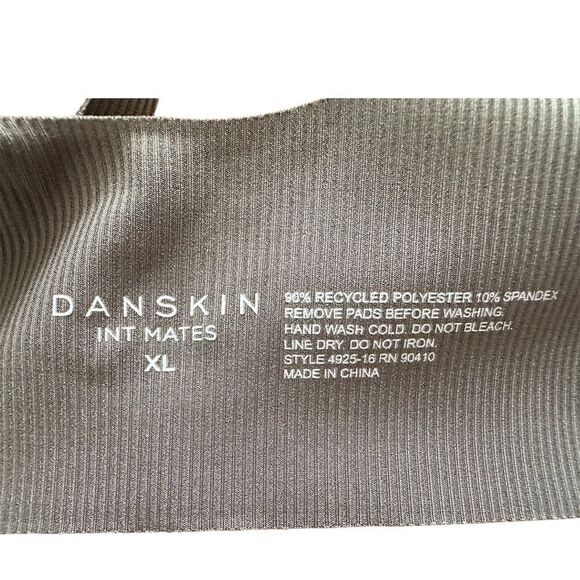 DANSKIN
INT MATES
XL
90% RECYCLED POLYESTER 10% SPANDEX
REMOVE PADS BEFORE WASHING.
HAND WASH COLD. DO NOT BLEACH.
LINE DRY. DO NOT IRON.
STYLE 4925-16 RN 90410
MADE IN CHINA